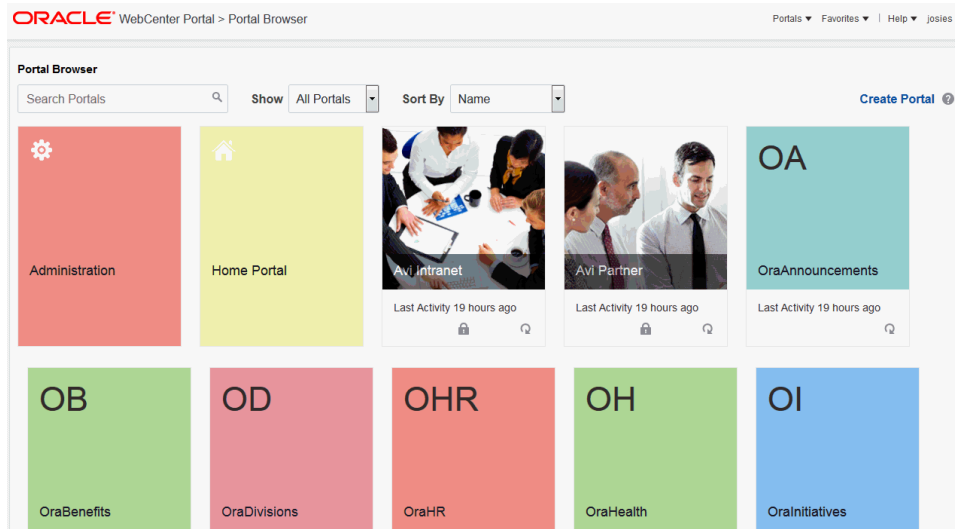 ORACLE® WebCenter Portal > Portal Browser
Portals ▼ Favorites ▼ | Help ▼ josies
Portal Browser
Search Portals Show All Portals Sort By Name Create Portal ?
OA
Administration Home Portal Avi Intranet Avi Partner OraAnnouncements
Last Activity 19 hours ago Last Activity 19 hours ago Last Activity 19 hours ago
OB OD OHR OH OI
OraBenefits OraDivisions OraHR OraHealth OraInitiatives